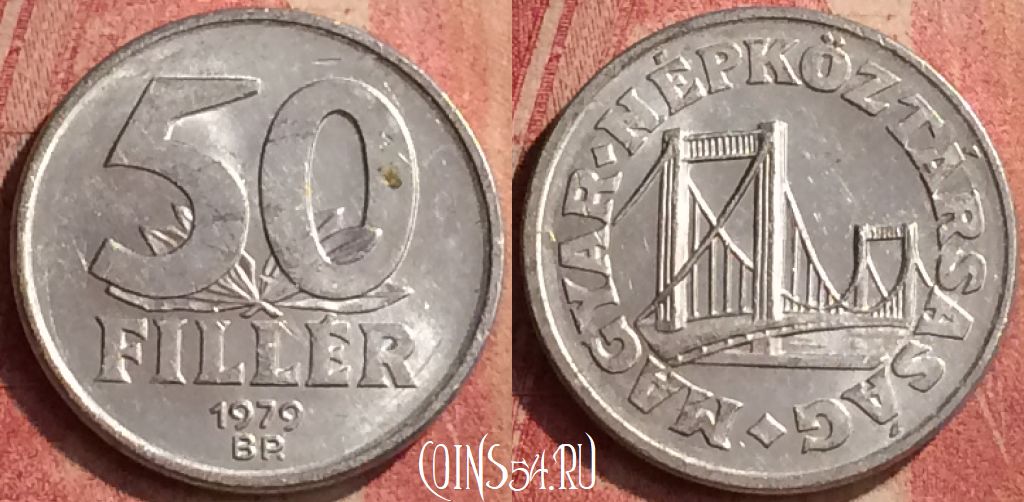 50
FILLÉR
1979
BP.
MAGYAR·NÉPKÖZTÁRSASÁG
COINS54.RU